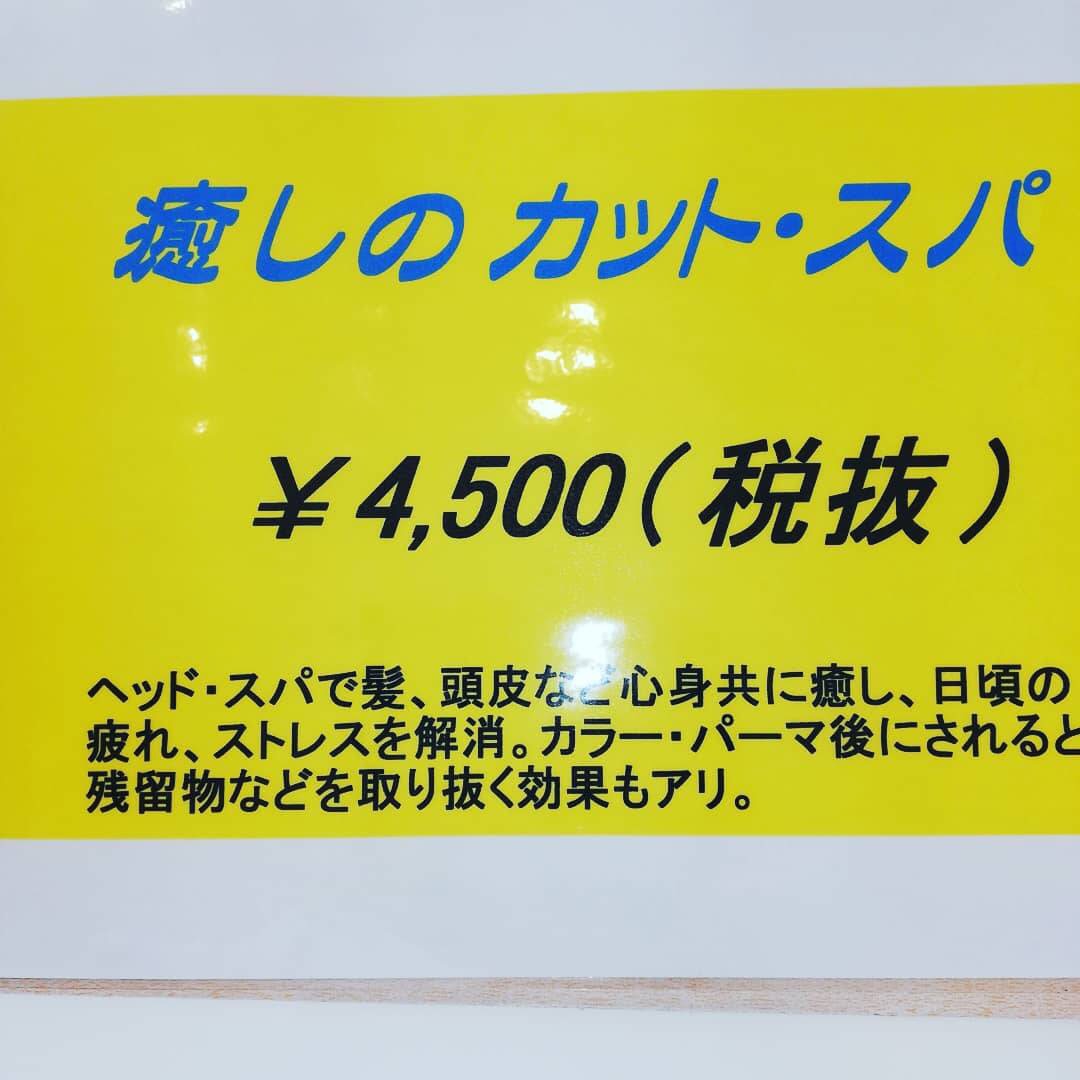 癒しのカット・スパ
￥4,500（税抜）
ヘッド・スパで髪、頭皮など心身共に癒し、日頃の
疲れ、ストレスを解消。カラー・パーマ後にされると
残留物などを取り抜く効果もアリ。